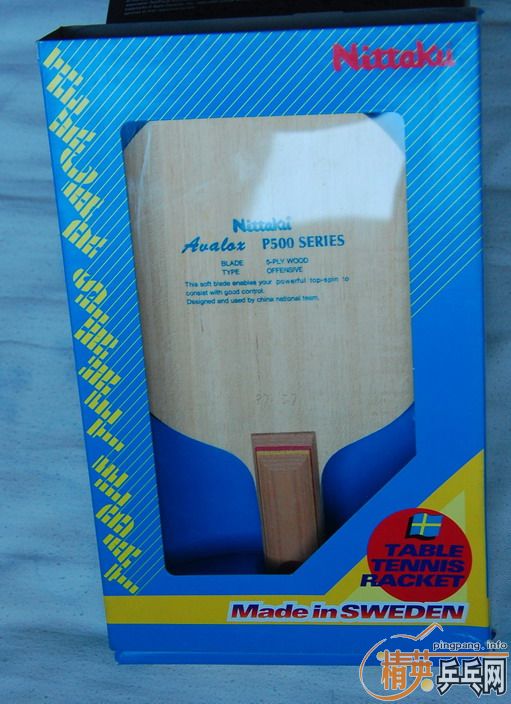 Nittaku
Nittaku
Avalox P500 SERIES
BLADE 5-PLY WOOD
TYPE OFFENSIVE
This soft blade enables your powerful top-spin to
consist with good control.
Designed and used by china national team.
TABLE
TENNIS
RACKET
Made in SWEDEN
pingpang.info
精英乒乓网